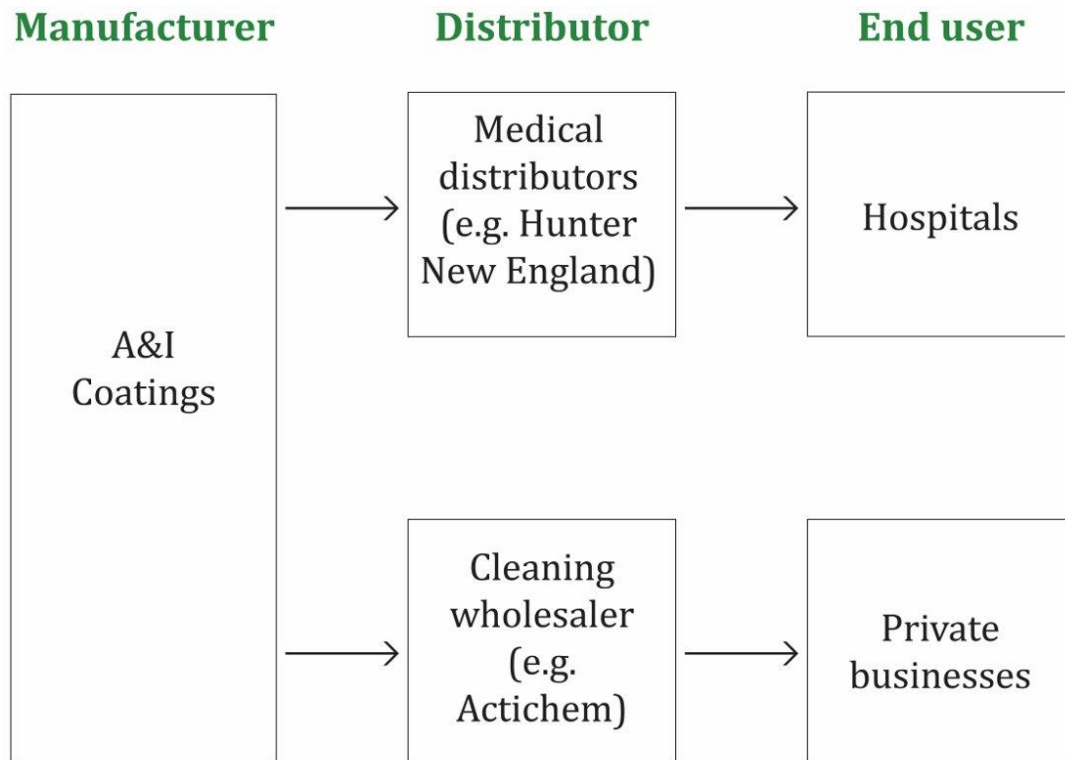 Manufacturer
Distributor
End user
A&I
Coatings
Medical
distributors
(e.g. Hunter
New England)
Hospitals
Cleaning
wholesaler
(e.g.
Actichem)
Private
businesses